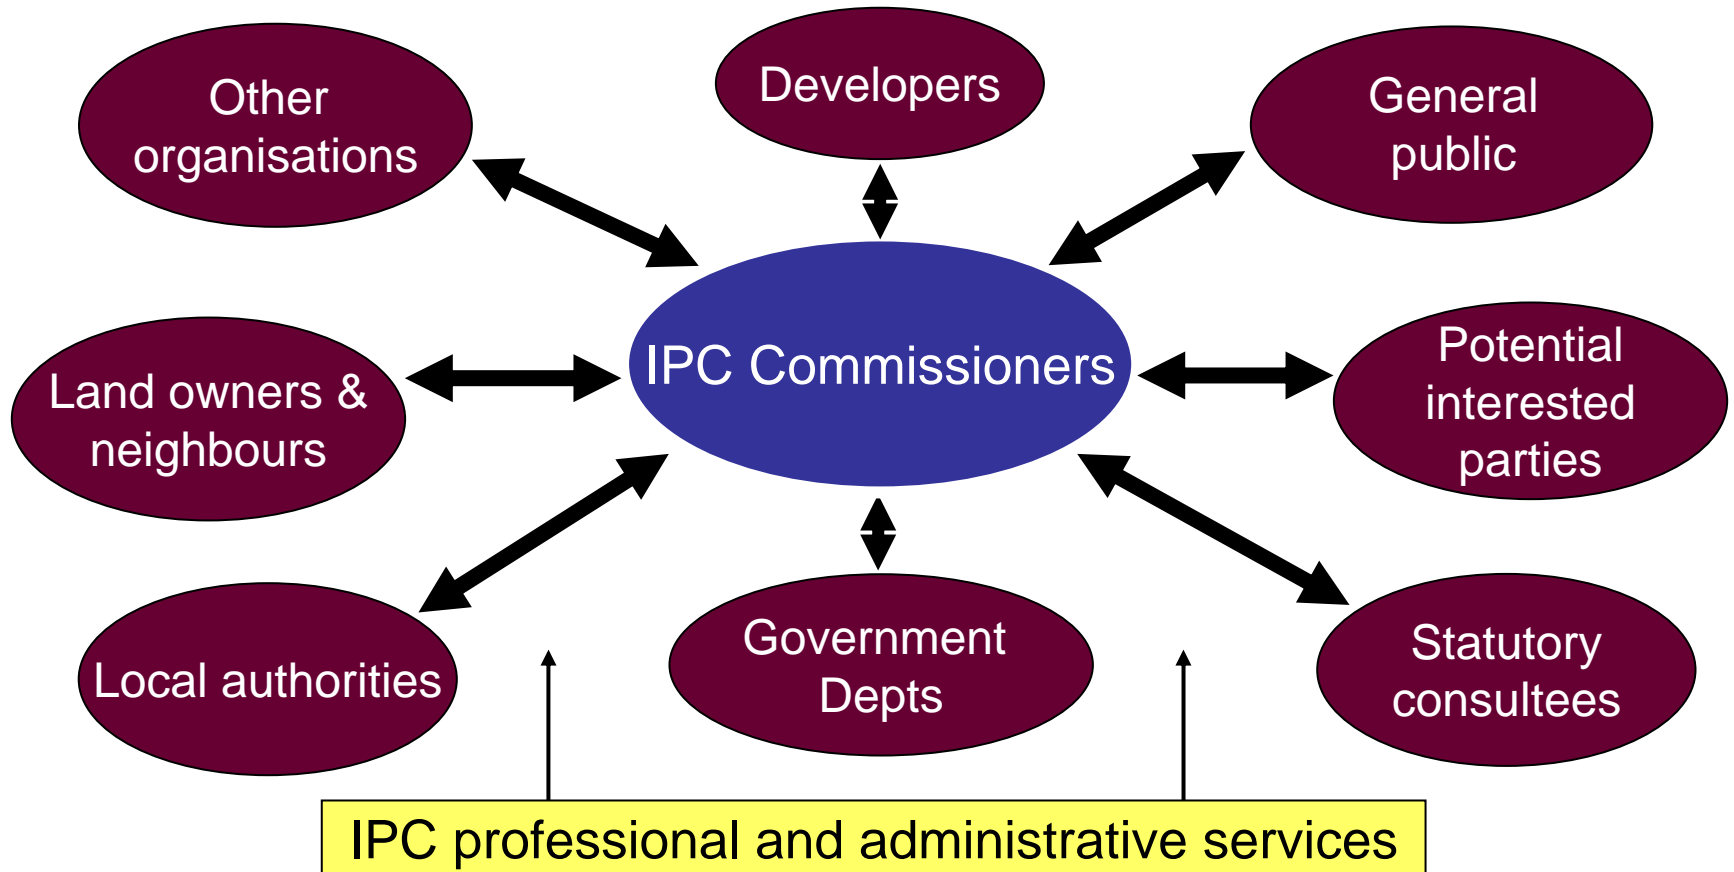 Other
organisations
Developers
General
public
IPC Commissioners
Land owners &
neighbours
Potential
interested
parties
Local authorities
Government
Depts
Statutory
consultees
IPC professional and administrative services